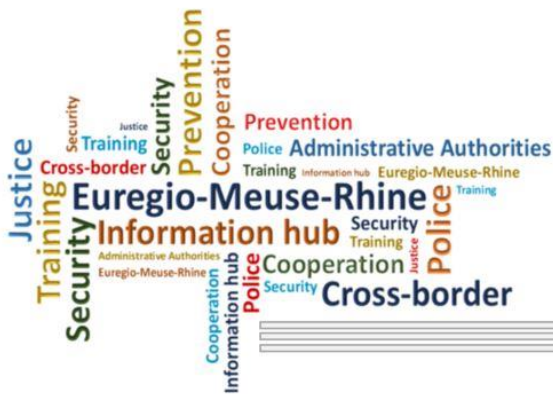 Prevention
Cooperation
Security
Security
Justice
Training
Prevention
Police
Administrative Authorities
Justice
Cross-border
Training
Information hub
Euregio-Meuse-Rhine
Training
Euregio-Meuse-Rhine
Training
Security
Information hub
Security
Training
Police
Justice
Administrative Authorities
Euregio-Meuse-Rhine
Cooperation
Information hub
Police
Cooperation
Security
Cross-border